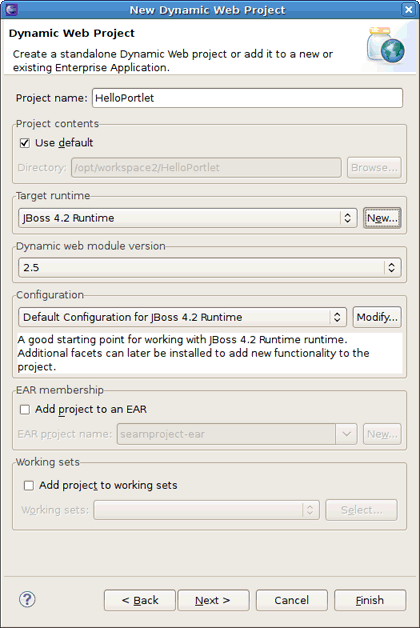 New Dynamic Web Project
Dynamic Web Project
Create a standalone Dynamic Web project or add it to a new or
existing Enterprise Application.
Project name: HelloPortlet
Project contents
Use default
Directory: /opt/workspace2/HelloPortlet Browse...
Target runtime
JBoss 4.2 Runtime New...
Dynamic web module version
2.5
Configuration
Default Configuration for JBoss 4.2 Runtime Modify...
A good starting point for working with JBoss 4.2 Runtime runtime.
Additional facets can later be installed to add new functionality to the
project.
EAR membership
Add project to an EAR
EAR project name: seamproject-ear New...
Working sets
Add project to working sets
Working sets: Select...
? < Back Next > Cancel Finish